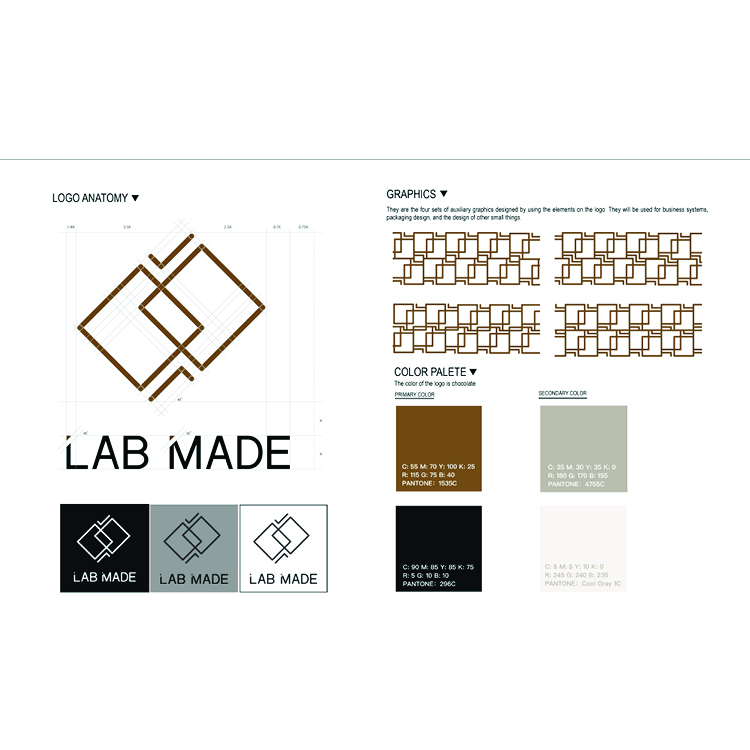 LOGO ANATOMY ▼
LAB MADE
LAB MADE
LAB MADE
LAB MADE
GRAPHICS ▼
They are the four sets of auxiliary graphics designed by using the elements on the logo. They will be used for business systems,
packaging design, and the design of other small things.
COLOR PALETE ▼
The color of the logo is chocolate
PRIMARY COLOR
SECONDARY COLOR
C: 55 M: 70 Y: 100 K: 25
R: 115 G: 75 B: 40
PANTONE: 1535C
C: 35 M: 30 Y: 35 K: 0
R: 180 G: 170 B: 155
PANTONE: 4755C
C: 90 M: 85 Y: 85 K: 75
R: 5 G: 10 B: 10
PANTONE: 296C
C: 5 M: 5 Y: 10 K: 0
R: 245 G: 240 B: 235
PANTONE: Cool Gray 1C